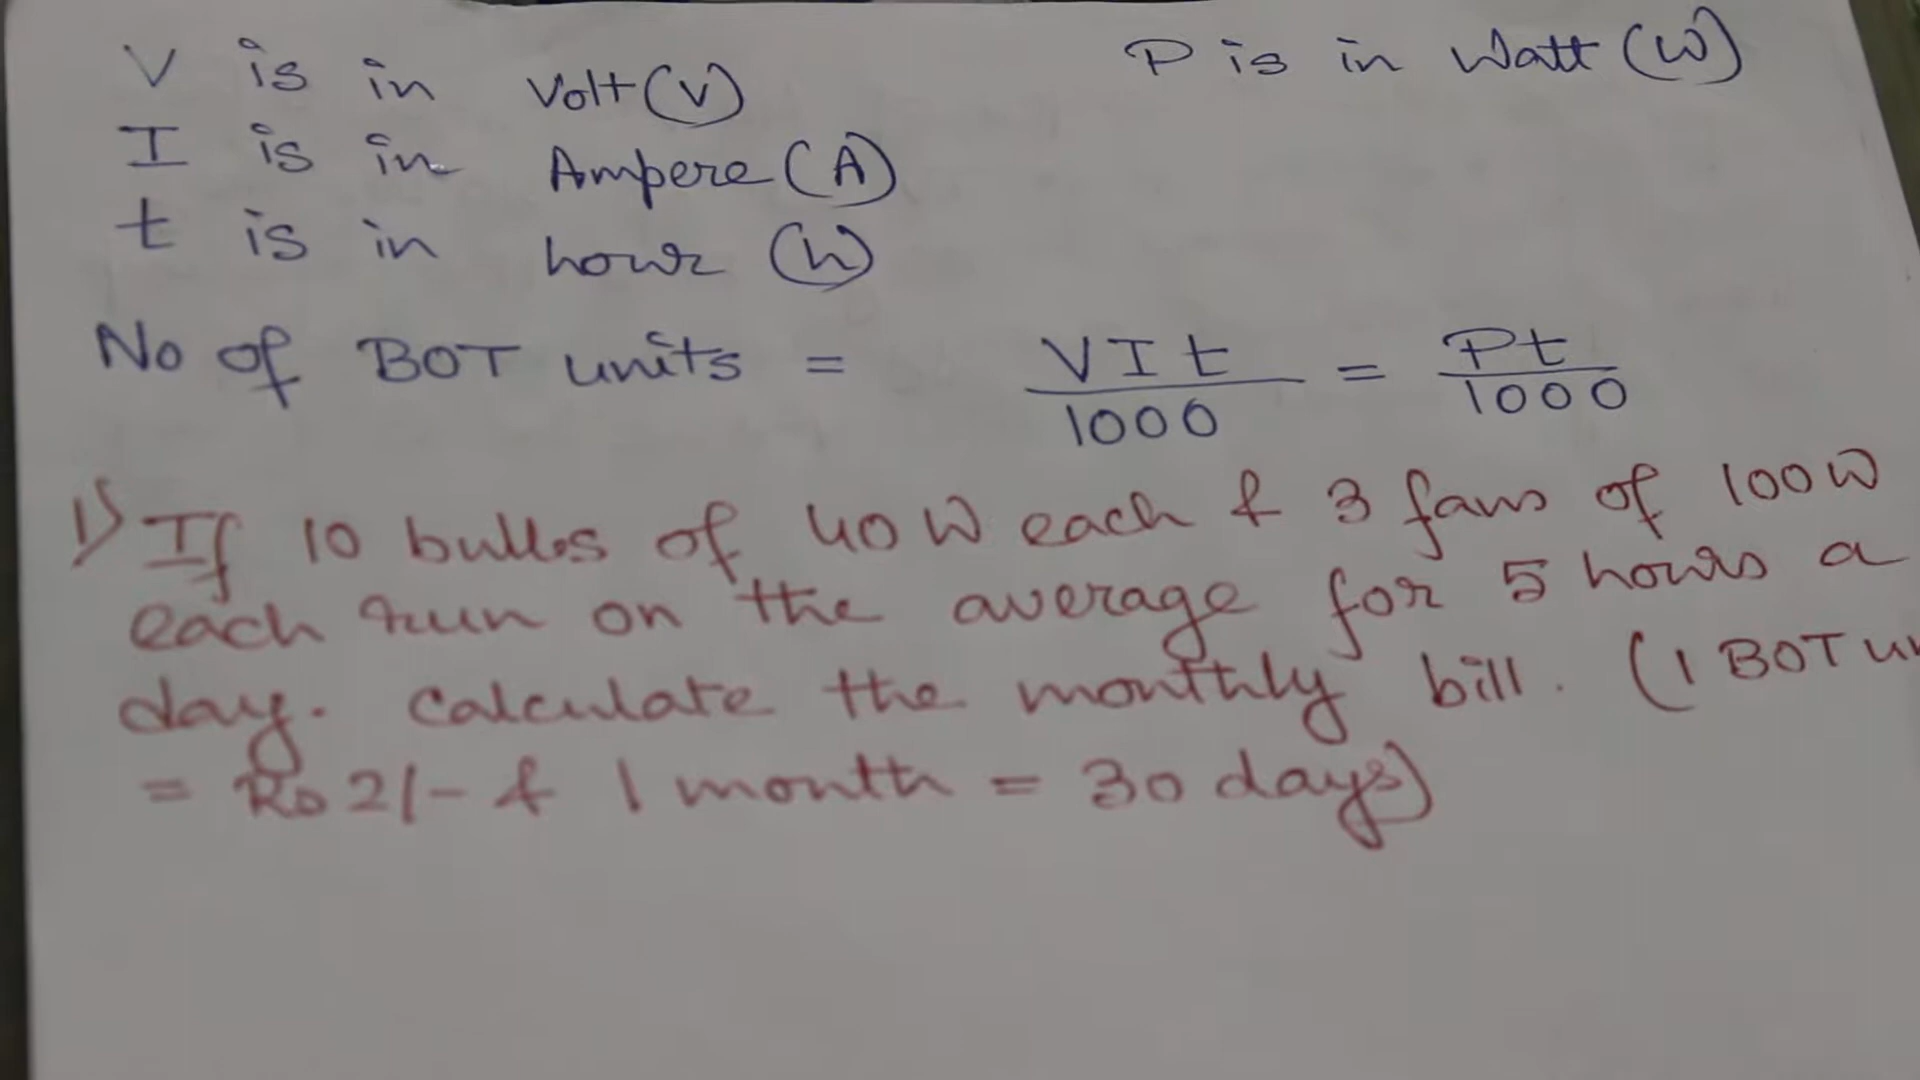 V is in Volt (V)
P is in Watt (W)
I is in Ampere (A)
t is in hour (h)
No of BOT units = VIt/1000 = Pt/1000
1) If 10 bulbs of 40 W each & 3 fans of 100 W
each run on the average for 5 hours a
day. Calculate the monthly bill. (1 BOT un
= Rs 2/- & 1 month = 30 days)